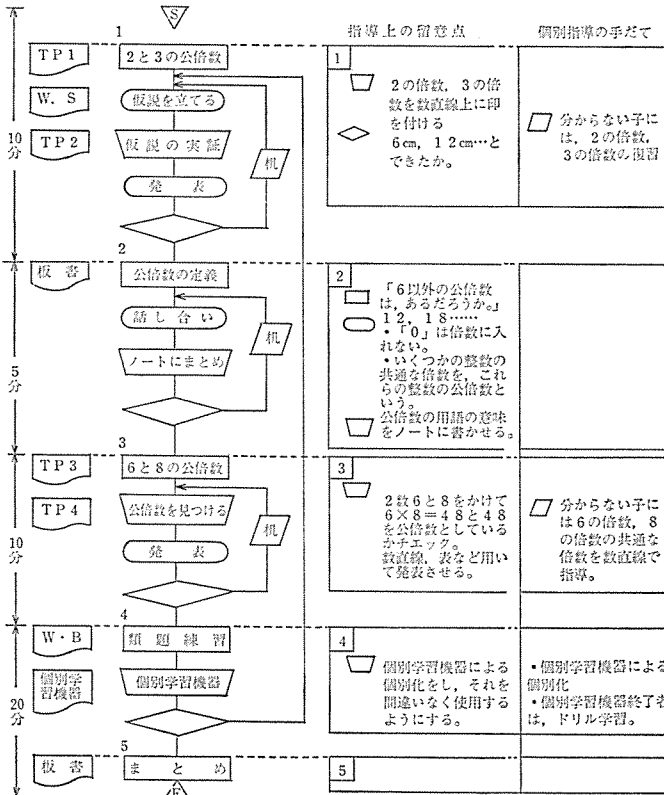 指導上の留意点
個別指導の手だて
S
10分
TP1
W.S
TP2
1
2と3の公倍数
仮説を立てる
仮説の実証
発表
机
1
2の倍数，3の倍
数を数直線上に印
を付ける
6cm，12cm…と
できたか。
分からない子に
は，2の倍数，
3の倍数の復習
5分
板書
2
公倍数の定義
話し合い
ノートにまとめ
机
2
「6以外の公倍数
は，あるだろうか。」
12，18……
・「0」は倍数に入
れない。
・いくつかの整数の
共通な倍数を，これ
らの整数の公倍数と
いう。
公倍数の用語の意味
をノートに書かせる。
10分
TP3
TP4
3
6と8の公倍数
公倍数を見つける
発表
机
3
2数6と8をかけて
6×8＝48と48
を公倍数としている
かチエック。
数直線，表など用い
て発表させる。
分からない子に
は6の倍数，8
の倍数の共通な
倍数を数直線で
指導。
20分
W・B
個別学
習機器
4
類題練習
個別学習機器
4
個別学習機器による
個別化をし，それを
間違いなく使用する
ようにする。
・個別学習機器による
個別化
・個別学習機器終了者
は，ドリル学習。
板書
5
まとめ
5